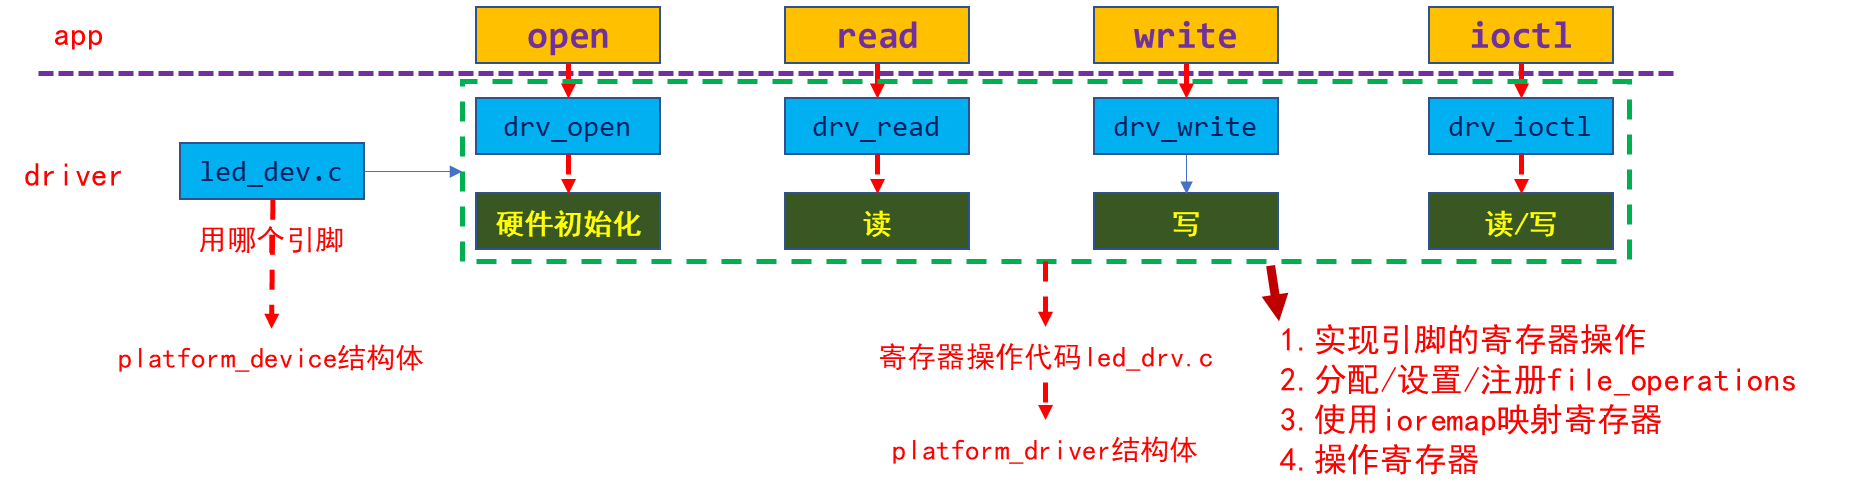 app
open
read
write
ioctl
driver
led_dev.c
drv_open
drv_read
drv_write
drv_ioctl
硬件初始化
读
写
读/写
用哪个引脚
platform_device结构体
寄存器操作代码led_drv.c
platform_driver结构体
1.实现引脚的寄存器操作
2.分配/设置/注册file_operations
3.使用ioremap映射寄存器
4.操作寄存器